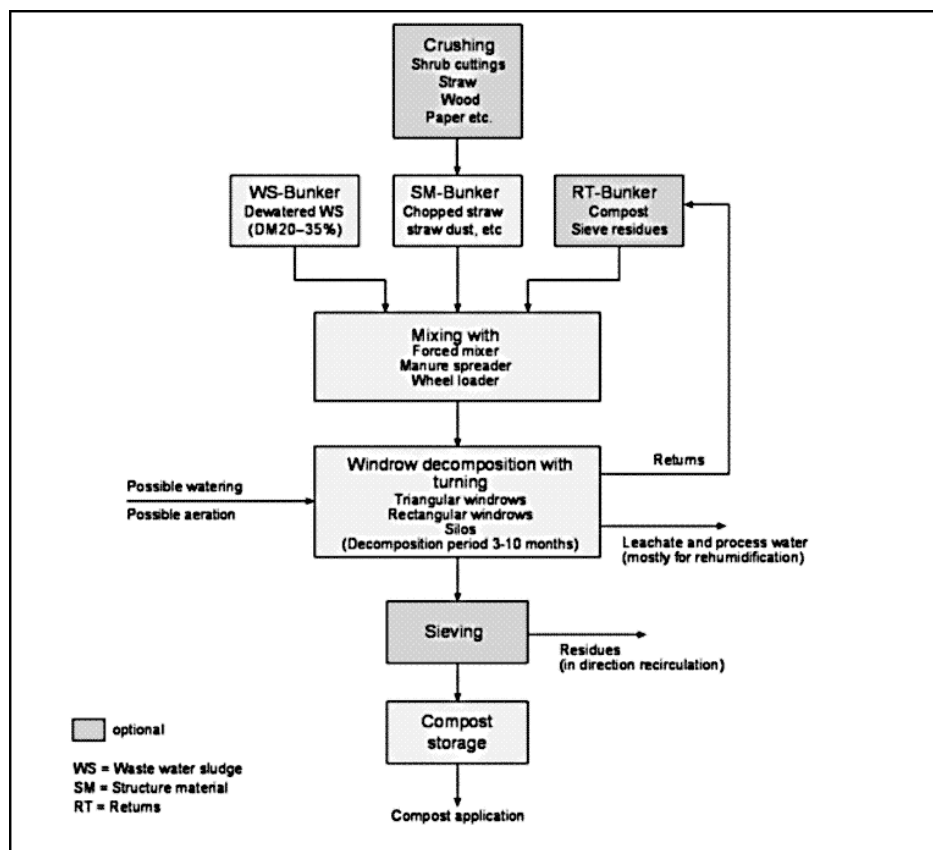 Crushing
Shrub cuttings
Straw
Wood
Paper etc.
WS-Bunker
Dewatered WS
(DM20–35%)
SM-Bunker
Chopped straw
straw dust, etc
RT-Bunker
Compost
Sieve residues
Mixing with
Forced mixer
Manure spreader
Wheel loader
Windrow decomposition with
turning
Triangular windrows
Rectangular windrows
Silos
(Decomposition period 3-10 months)
Returns
Possible watering
Possible aeration
Leachate and process water
(mostly for rehumidification)
Sieving
Residues
(in direction recirculation)
Compost
storage
optional
WS = Waste water sludge
SM = Structure material
RT = Returns
Compost application